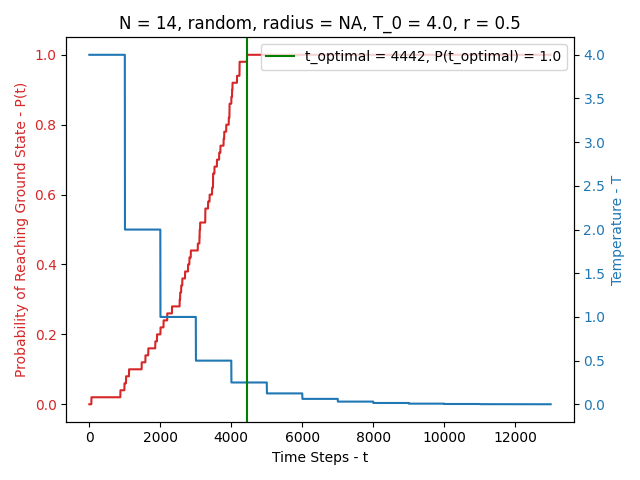 N = 14, random, radius = NA, T_0 = 4.0, r = 0.5
t_optimal = 4442, P(t_optimal) = 1.0
Probability of Reaching Ground State - P(t)
1.0
0.8
0.6
0.4
0.2
0.0
4.0
3.5
3.0
2.5
2.0
1.5
1.0
0.5
0.0
Temperature - T
0 2000 4000 6000 8000 10000 12000
Time Steps - t